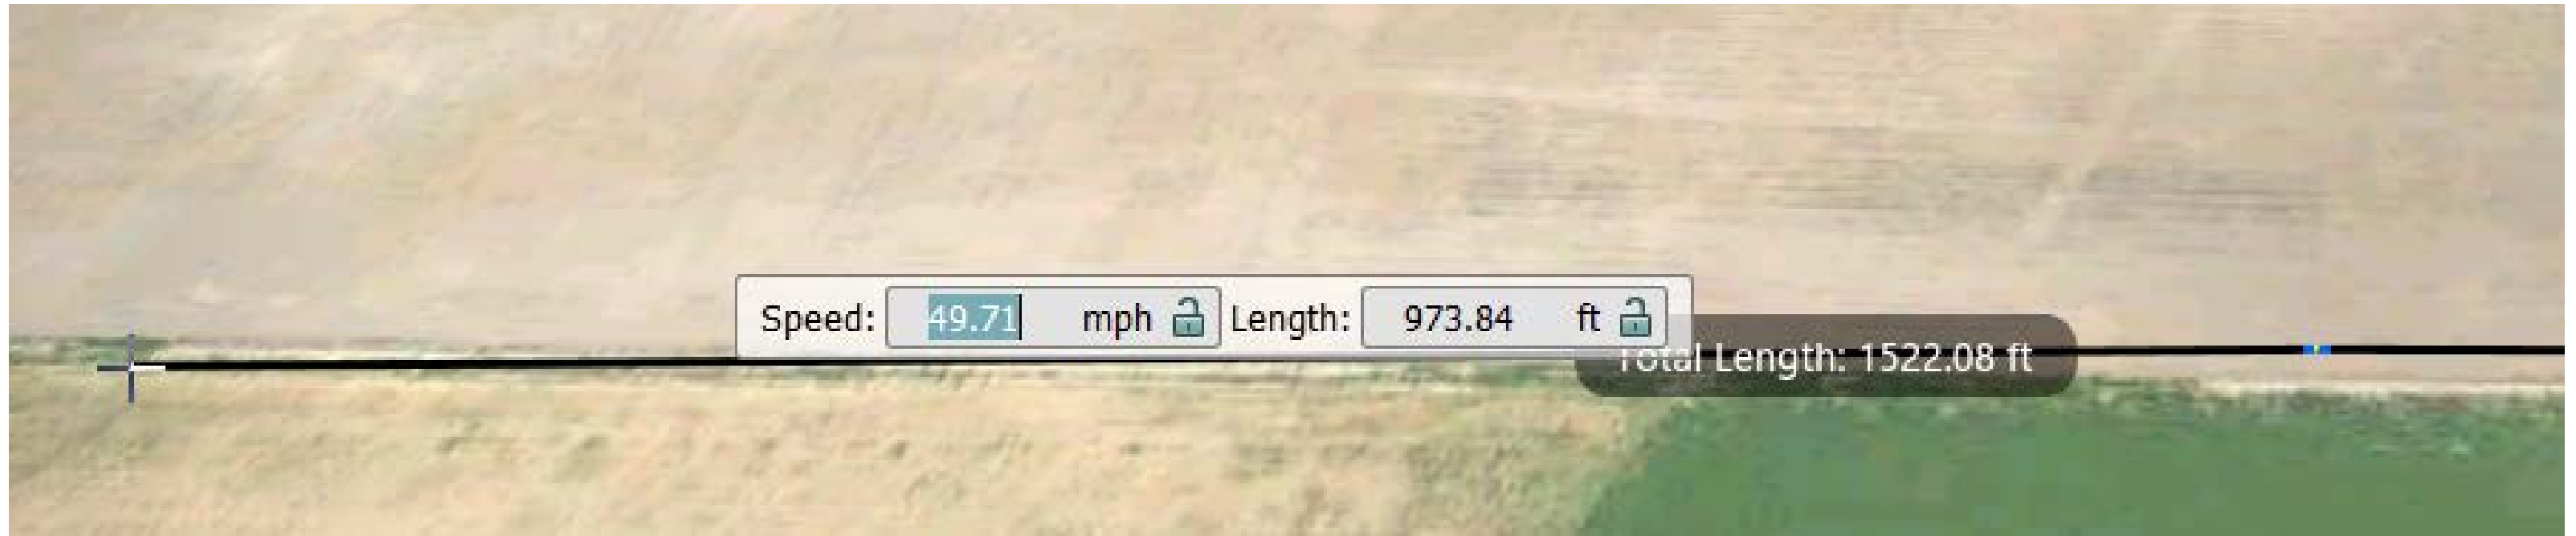 Speed: 49.71 mph Length: 973.84 ft
Total Length: 1522.08 ft